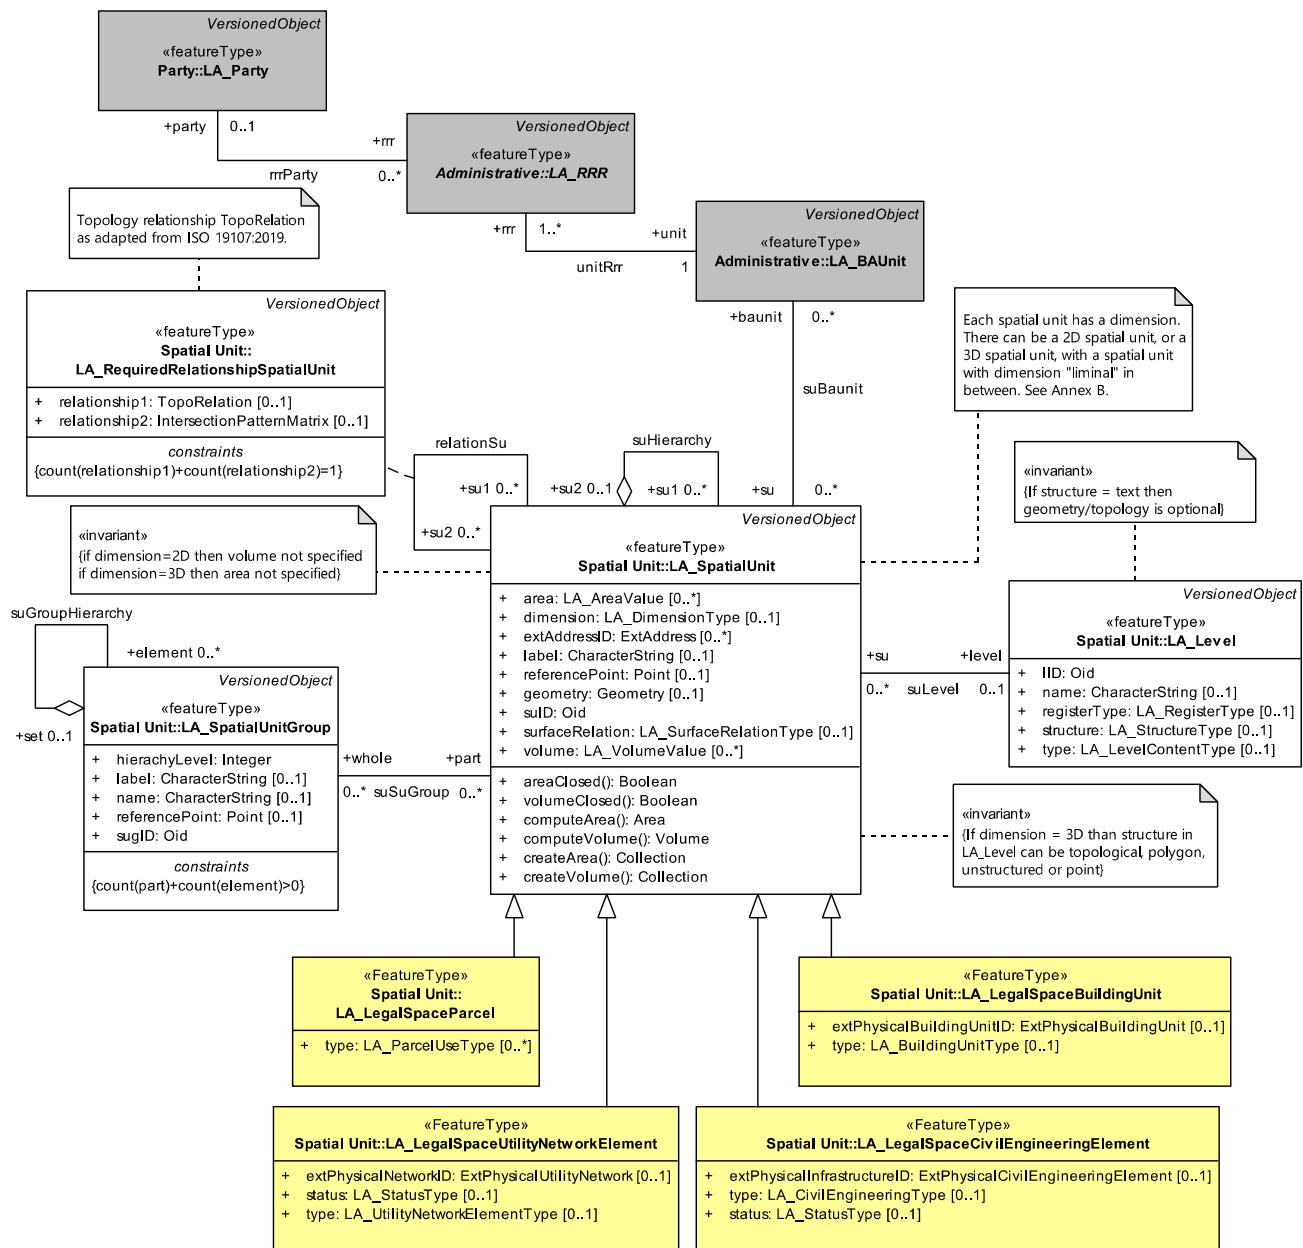 VersionedObject
«featureType»
Party::LA_Party
+party
0..1
+rrr
0..*
rrrParty
VersionedObject
«featureType»
Administrative::LA_RRR
+rrr
1..*
+unit
1
unitRrr
VersionedObject
«featureType»
Administrative::LA_BAUnit
+baunit
0..*
suBaunit
+su
0..*
Topology relationship TopoRelation
as adapted from ISO 19107:2019.
VersionedObject
«featureType»
Spatial Unit::
LA_RequiredRelationshipSpatialUnit
+ relationship1: TopoRelation [0..1]
+ relationship2: IntersectionPatternMatrix [0..1]
constraints
{count(relationship1)+count(relationship2)=1}
Each spatial unit has a dimension.
There can be a 2D spatial unit, or a
3D spatial unit, with a spatial unit
with dimension "liminal" in
between. See Annex B.
relationSu
+su1 0..*
+su2 0..*
suHierarchy
+su2 0..1
+su1 0..*
«invariant»
{If structure = text then
geometry/topology is optional}
«invariant»
{if dimension=2D then volume not specified
if dimension=3D then area not specified}
VersionedObject
«featureType»
Spatial Unit::LA_SpatialUnit
+ area: LA_AreaValue [0..*]
+ dimension: LA_DimensionType [0..1]
+ extAddressID: ExtAddress [0..*]
+ label: CharacterString [0..1]
+ referencePoint: Point [0..1]
+ geometry: Geometry [0..1]
+ suID: Oid
+ surfaceRelation: LA_SurfaceRelationType [0..1]
+ volume: LA_VolumeValue [0..*]
+ areaClosed(): Boolean
+ volumeClosed(): Boolean
+ computeArea(): Area
+ computeVolume(): Volume
+ createArea(): Collection
+ createVolume(): Collection
VersionedObject
«featureType»
Spatial Unit::LA_Level
+ lID: Oid
+ name: CharacterString [0..1]
+ registerType: LA_RegisterType [0..1]
+ structure: LA_StructureType [0..1]
+ type: LA_LevelContentType [0..1]
+su
+level
0..*
suLevel
0..1
suGroupHierarchy
+element 0..*
+set 0..1
VersionedObject
«featureType»
Spatial Unit::LA_SpatialUnitGroup
+ hierachyLevel: Integer
+ label: CharacterString [0..1]
+ name: CharacterString [0..1]
+ referencePoint: Point [0..1]
+ sugID: Oid
constraints
{count(part)+count(element)>0}
+whole
+part
0..*
suSuGroup
0..*
«invariant»
{If dimension = 3D than structure in
LA_Level can be topological, polygon,
unstructured or point}
«FeatureType»
Spatial Unit::
LA_LegalSpaceParcel
+ type: LA_ParcelUseType [0..*]
«FeatureType»
Spatial Unit::LA_LegalSpaceBuildingUnit
+ extPhysicalBuildingUnitID: ExtPhysicalBuildingUnit [0..1]
+ type: LA_BuildingUnitType [0..1]
«FeatureType»
Spatial Unit::LA_LegalSpaceUtilityNetworkElement
+ extPhysicalNetworkID: ExtPhysicalUtilityNetwork [0..1]
+ status: LA_StatusType [0..1]
+ type: LA_UtilityNetworkElementType [0..1]
«FeatureType»
Spatial Unit::LA_LegalSpaceCivilEngineeringElement
+ extPhysicalInfrastructureID: ExtPhysicalCivilEngineeringElement [0..1]
+ type: LA_CivilEngineeringType [0..1]
+ status: LA_StatusType [0..1]